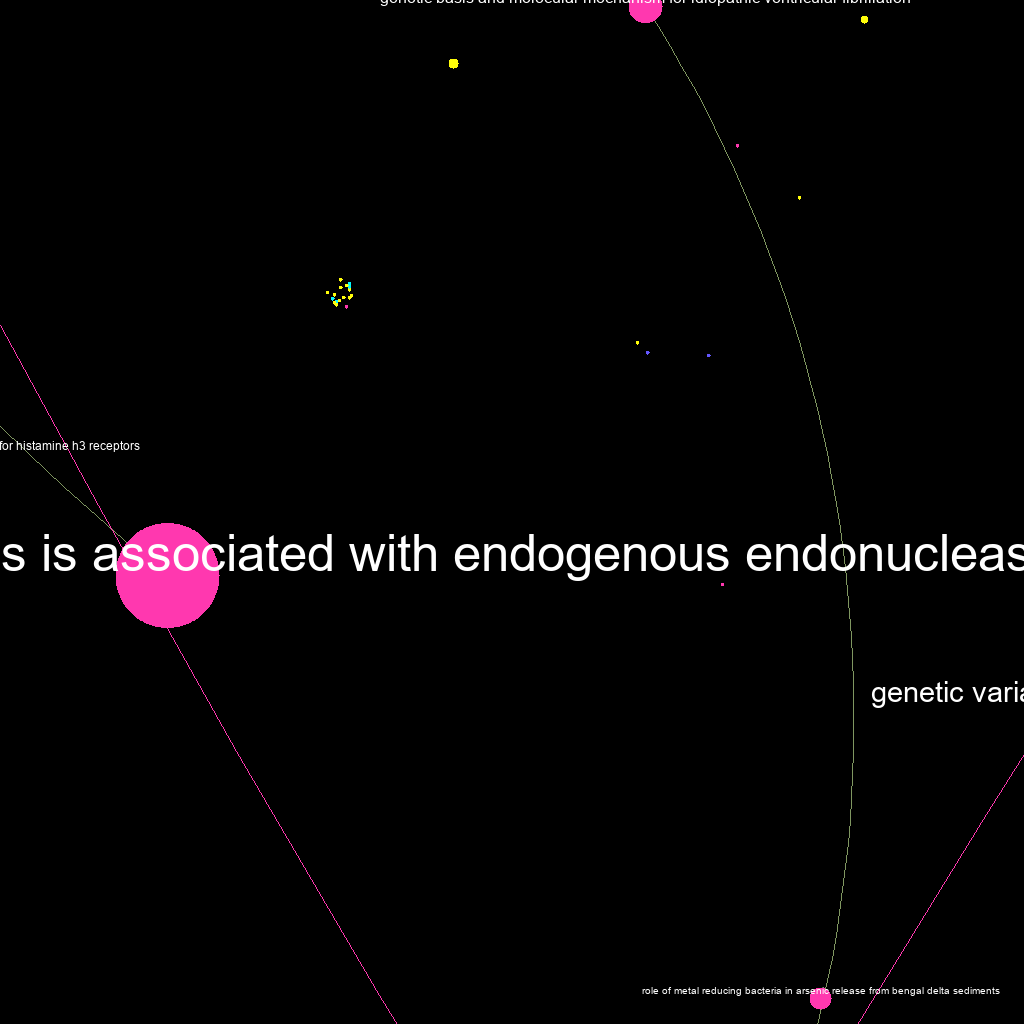 genetic basis and molecular mechanism for idiopathic ventricular fibrillation
for histamine h3 receptors
s is associated with endogenous endonucleas
genetic varia
role of metal reducing bacteria in arsenic release from bengal delta sediments